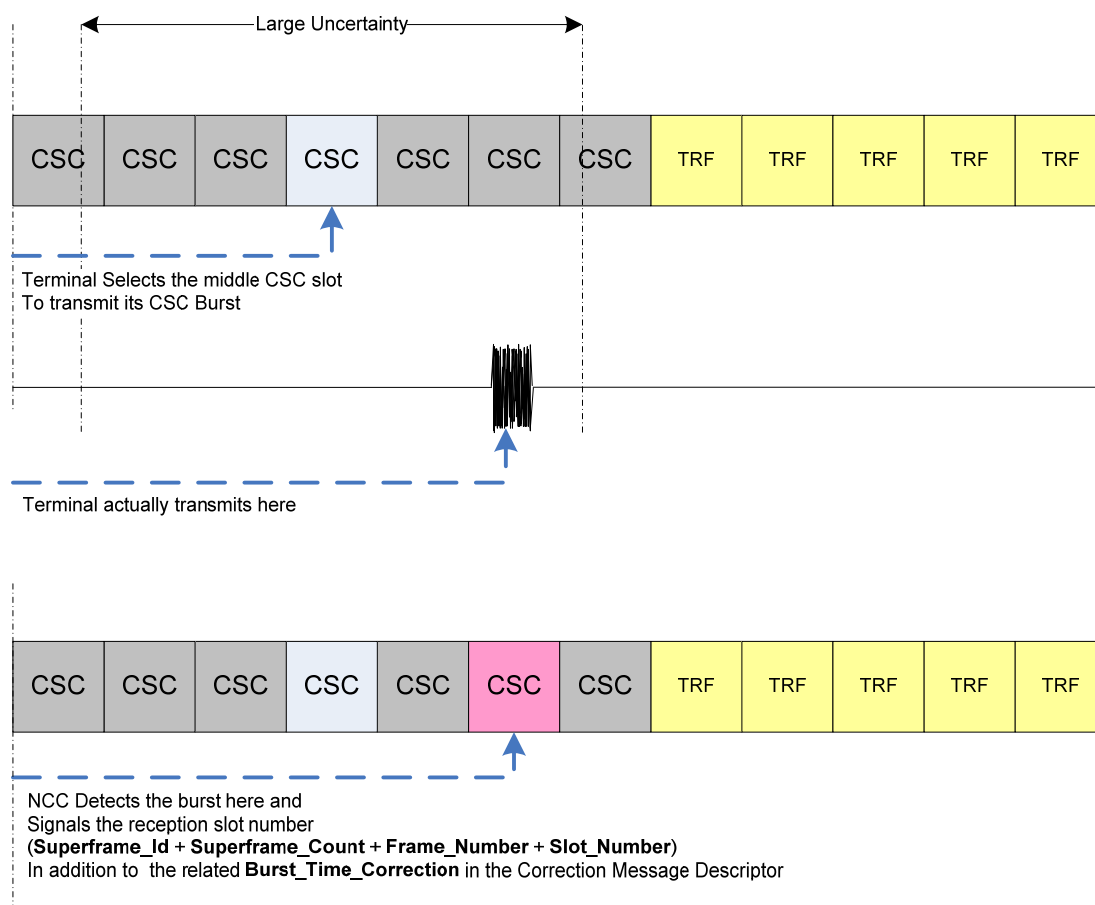 Large Uncertainty
CSC CSC CSC CSC CSC CSC CSC TRF TRF TRF TRF TRF
Terminal Selects the middle CSC slot
To transmit its CSC Burst
Terminal actually transmits here
CSC CSC CSC CSC CSC CSC CSC TRF TRF TRF TRF TRF
NCC Detects the burst here and
Signals the reception slot number
(Superframe_Id + Superframe_Count + Frame_Number + Slot_Number)
In addition to the related Burst_Time_Correction in the Correction Message Descriptor